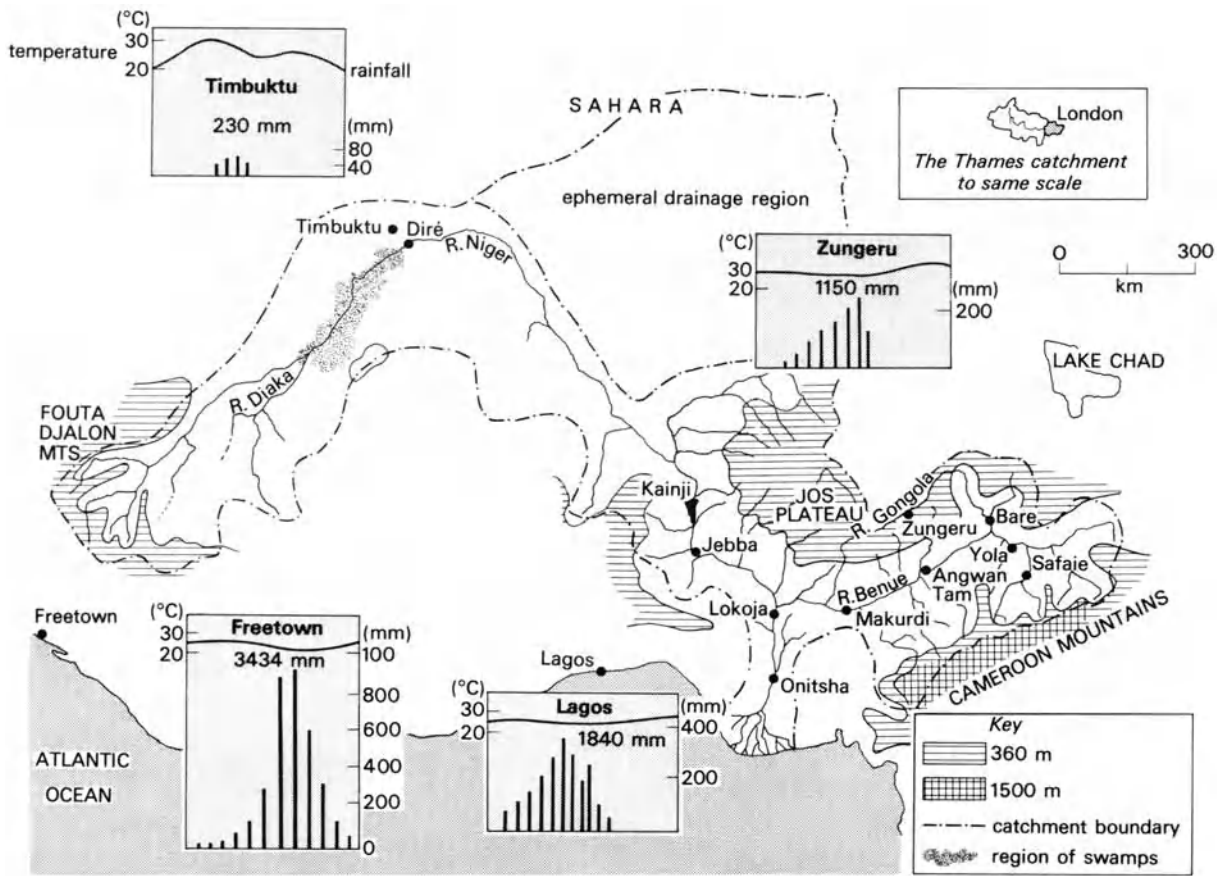 (°C)
temperature
30
20
rainfall
Timbuktu
230 mm
(mm)
80
40
SAHARA
ephemeral drainage region
London
The Thames catchment
to same scale
Timbuktu
Diré
R. Niger
(°C)
30
20
Zungeru
1150 mm
(mm)
200
0
300
km
LAKE CHAD
R. Diaka
FOUTA
DJALON
MTS.
Kainji
JOS
PLATEAU
R. Gongola
Zungeru
Bare
Jebba
Yola
Safaie
Angwan
Tam
R. Benue
Makurdi
Lokoja
CAMEROON MOUNTAINS
Onitsha
Freetown
(°C)
30
20
Freetown
3434 mm
(mm)
100
800
600
400
200
0
Lagos
(°C)
30
20
Lagos
1840 mm
(mm)
400
200
ATLANTIC
OCEAN
Key
360 m
1500 m
catchment boundary
region of swamps